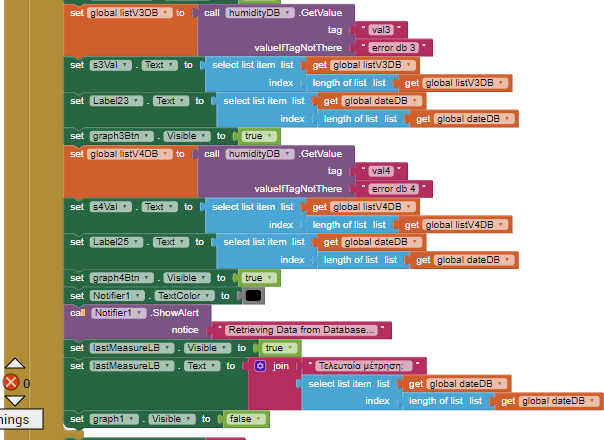 set global listV3DB to call humidityDB .GetValue
tag " val3 "
valueIfTagNotThere " error db 3 "
set s3Val . Text to select list item list get global listV3DB
index length of list list get global listV3DB
set Label23 . Text to select list item list get global dateDB
index length of list list get global dateDB
set graph3Btn . Visible to true
set global listV4DB to call humidityDB .GetValue
tag " val4 "
valueIfTagNotThere " error db 4 "
set s4Val . Text to select list item list get global listV4DB
index length of list list get global listV4DB
set Label25 . Text to select list item list get global dateDB
index length of list list get global dateDB
set graph4Btn . Visible to true
set Notifier1 . TextColor to
call Notifier1 .ShowAlert
notice " Retrieving Data from Database... "
set lastMeasureLB . Visible to true
set lastMeasureLB . Text to join " Τελευταία μέτρηση: "
select list item list get global dateDB
0
index length of list list get global dateDB
set graph1 . Visible to false
nings